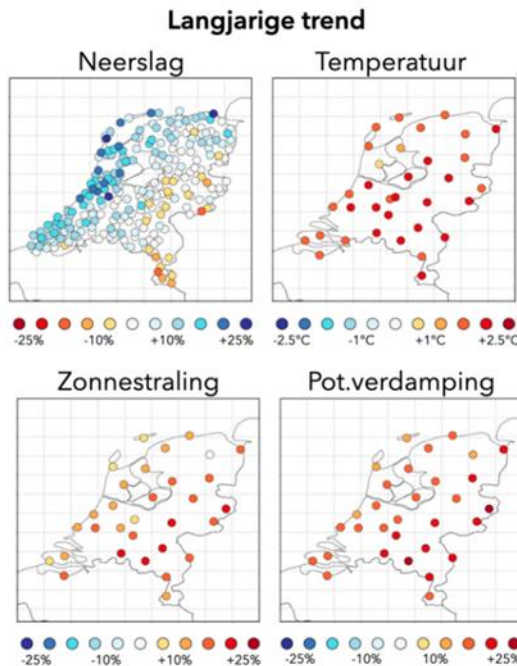 Langjarige trend
Neerslag
Temperatuur
-25% -10% +10% +25%
-2.5°C -1°C +1°C +2.5°C
Zonnestraling
Pot.verdamping
-25% -10% +10% +25%
-25% -10% 10% +25%